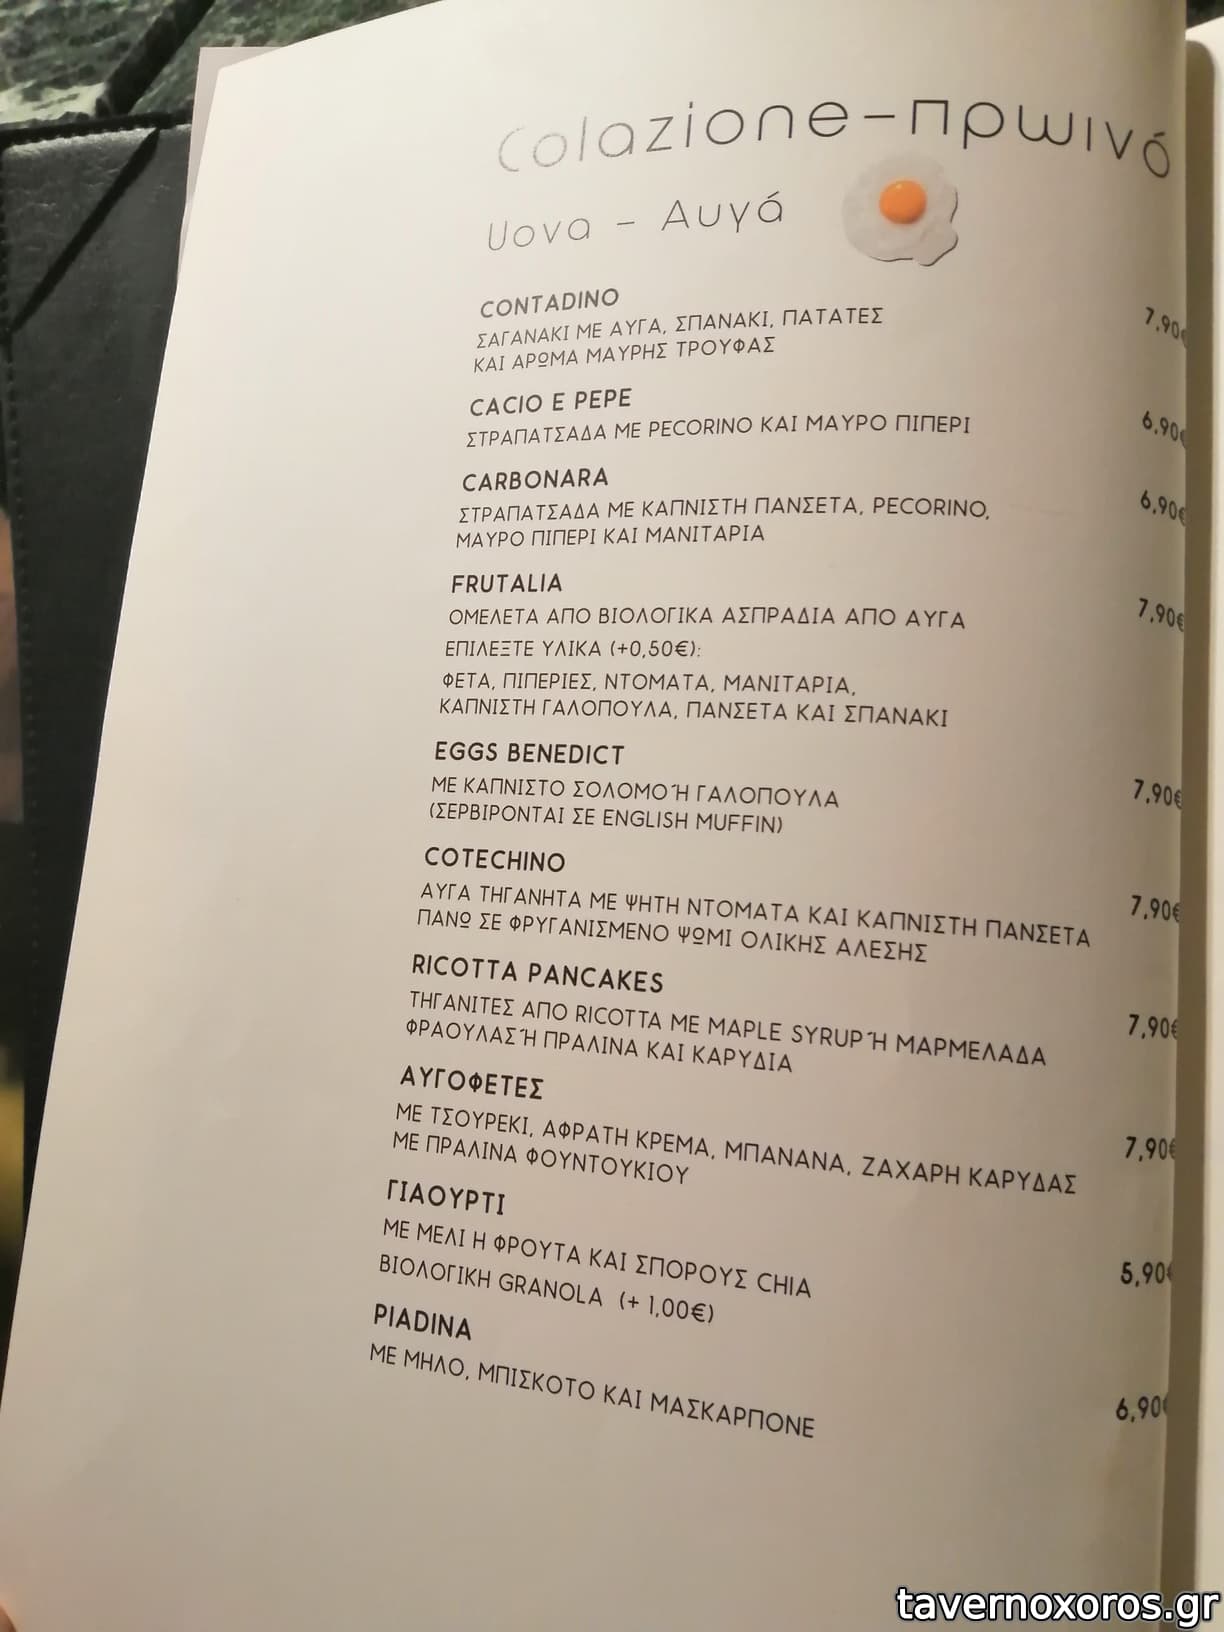 Colazione-πρωινό
Uova - Αυγά
CONTADINO
ΣΑΓΑΝΑΚΙ ΜΕ ΑΥΓΑ, ΣΠΑΝΑΚΙ, ΠΑΤΑΤΕΣ 7,90€
ΚΑΙ ΑΡΩΜΑ ΜΑΥΡΗΣ ΤΡΟΥΦΑΣ
CACIO E PEPE
ΣΤΡΑΠΑΤΣΑΔΑ ΜΕ PECORINO ΚΑΙ ΜΑΥΡΟ ΠΙΠΕΡΙ 6,90€
CARBONARA
ΣΤΡΑΠΑΤΣΑΔΑ ΜΕ ΚΑΠΝΙΣΤΗ ΠΑΝΣΕΤΑ, PECORINO, 6,90€
ΜΑΥΡΟ ΠΙΠΕΡΙ ΚΑΙ ΜΑΝΙΤΑΡΙΑ
FRUTALIA
ΟΜΕΛΕΤΑ ΑΠΟ ΒΙΟΛΟΓΙΚΑ ΑΣΠΡΑΔΙΑ ΑΠΟ ΑΥΓΑ 7,90€
ΕΠΙΛΕΞΤΕ ΥΛΙΚΑ (+0,50€):
ΦΕΤΑ, ΠΙΠΕΡΙΕΣ, ΝΤΟΜΑΤΑ, ΜΑΝΙΤΑΡΙΑ,
ΚΑΠΝΙΣΤΗ ΓΑΛΟΠΟΥΛΑ, ΠΑΝΣΕΤΑ ΚΑΙ ΣΠΑΝΑΚΙ
EGGS BENEDICT
ΜΕ ΚΑΠΝΙΣΤΟ ΣΟΛΟΜΟ Ή ΓΑΛΟΠΟΥΛΑ 7,90€
(ΣΕΡΒΙΡΟΝΤΑΙ ΣΕ ENGLISH MUFFIN)
COTECHINO
ΑΥΓΑ ΤΗΓΑΝΗΤΑ ΜΕ ΨΗΤΗ ΝΤΟΜΑΤΑ ΚΑΙ ΚΑΠΝΙΣΤΗ ΠΑΝΣΕΤΑ 7,90€
ΠΑΝΩ ΣΕ ΦΡΥΓΑΝΙΣΜΕΝΟ ΨΩΜΙ ΟΛΙΚΗΣ ΑΛΕΣΗΣ
RICOTTA PANCAKES
ΤΗΓΑΝΙΤΕΣ ΑΠΟ RICOTTA ΜΕ MAPLE SYRUP Ή ΜΑΡΜΕΛΑΔΑ 7,90€
ΦΡΑΟΥΛΑΣ Ή ΠΡΑΛΙΝΑ ΚΑΙ ΚΑΡΥΔΙΑ
ΑΥΓΟΦΕΤΕΣ
ΜΕ ΤΣΟΥΡΕΚΙ, ΑΦΡΑΤΗ ΚΡΕΜΑ, ΜΠΑΝΑΝΑ, ΖΑΧΑΡΗ ΚΑΡΥΔΑΣ 7,90€
ΜΕ ΠΡΑΛΙΝΑ ΦΟΥΝΤΟΥΚΙΟΥ
ΓΙΑΟΥΡΤΙ
ΜΕ ΜΕΛΙ Η ΦΡΟΥΤΑ ΚΑΙ ΣΠΟΡΟΥΣ CHIA 5,90€
ΒΙΟΛΟΓΙΚΗ GRANOLA (+ 1,00€)
PIADINA
ΜΕ ΜΗΛΟ, ΜΠΙΣΚΟΤΟ ΚΑΙ ΜΑΣΚΑΡΠΟΝΕ 6,90€
tavernoxoros.gr